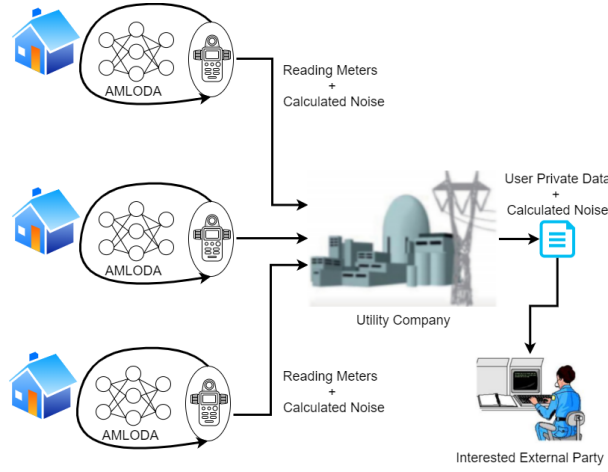 AMLODA
Reading Meters
+
Calculated Noise
AMLODA
User Private Data
+
Calculated Noise
Utility Company
AMLODA
Reading Meters
+
Calculated Noise
Interested External Party